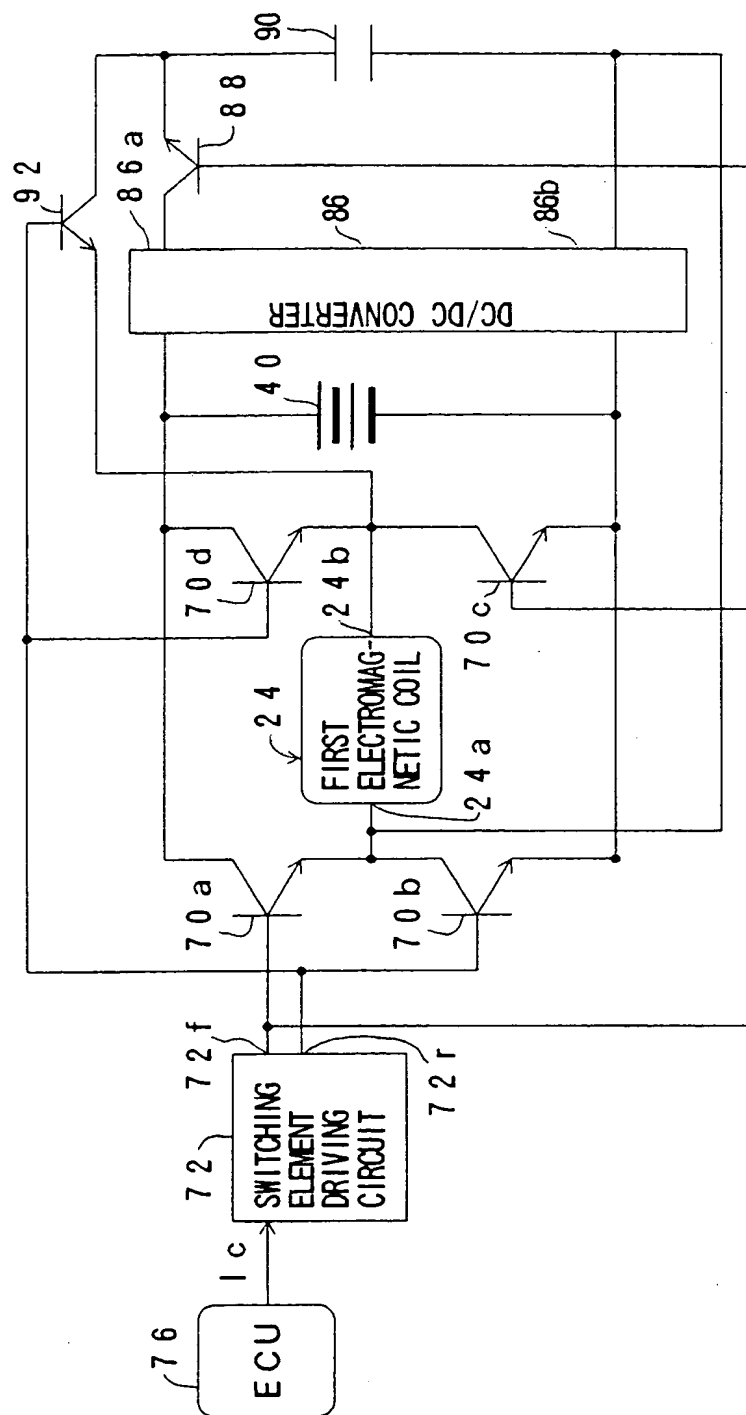 76
ECU
Ic
72
SWITCHING
ELEMENT
DRIVING
CIRCUIT
72f
72r
70a
70b
24
FIRST
ELECTROMAG-
NETIC COIL
24a
24b
70d
70c
40
DC/DC CONVERTER
86a
86
86b
92
88
90